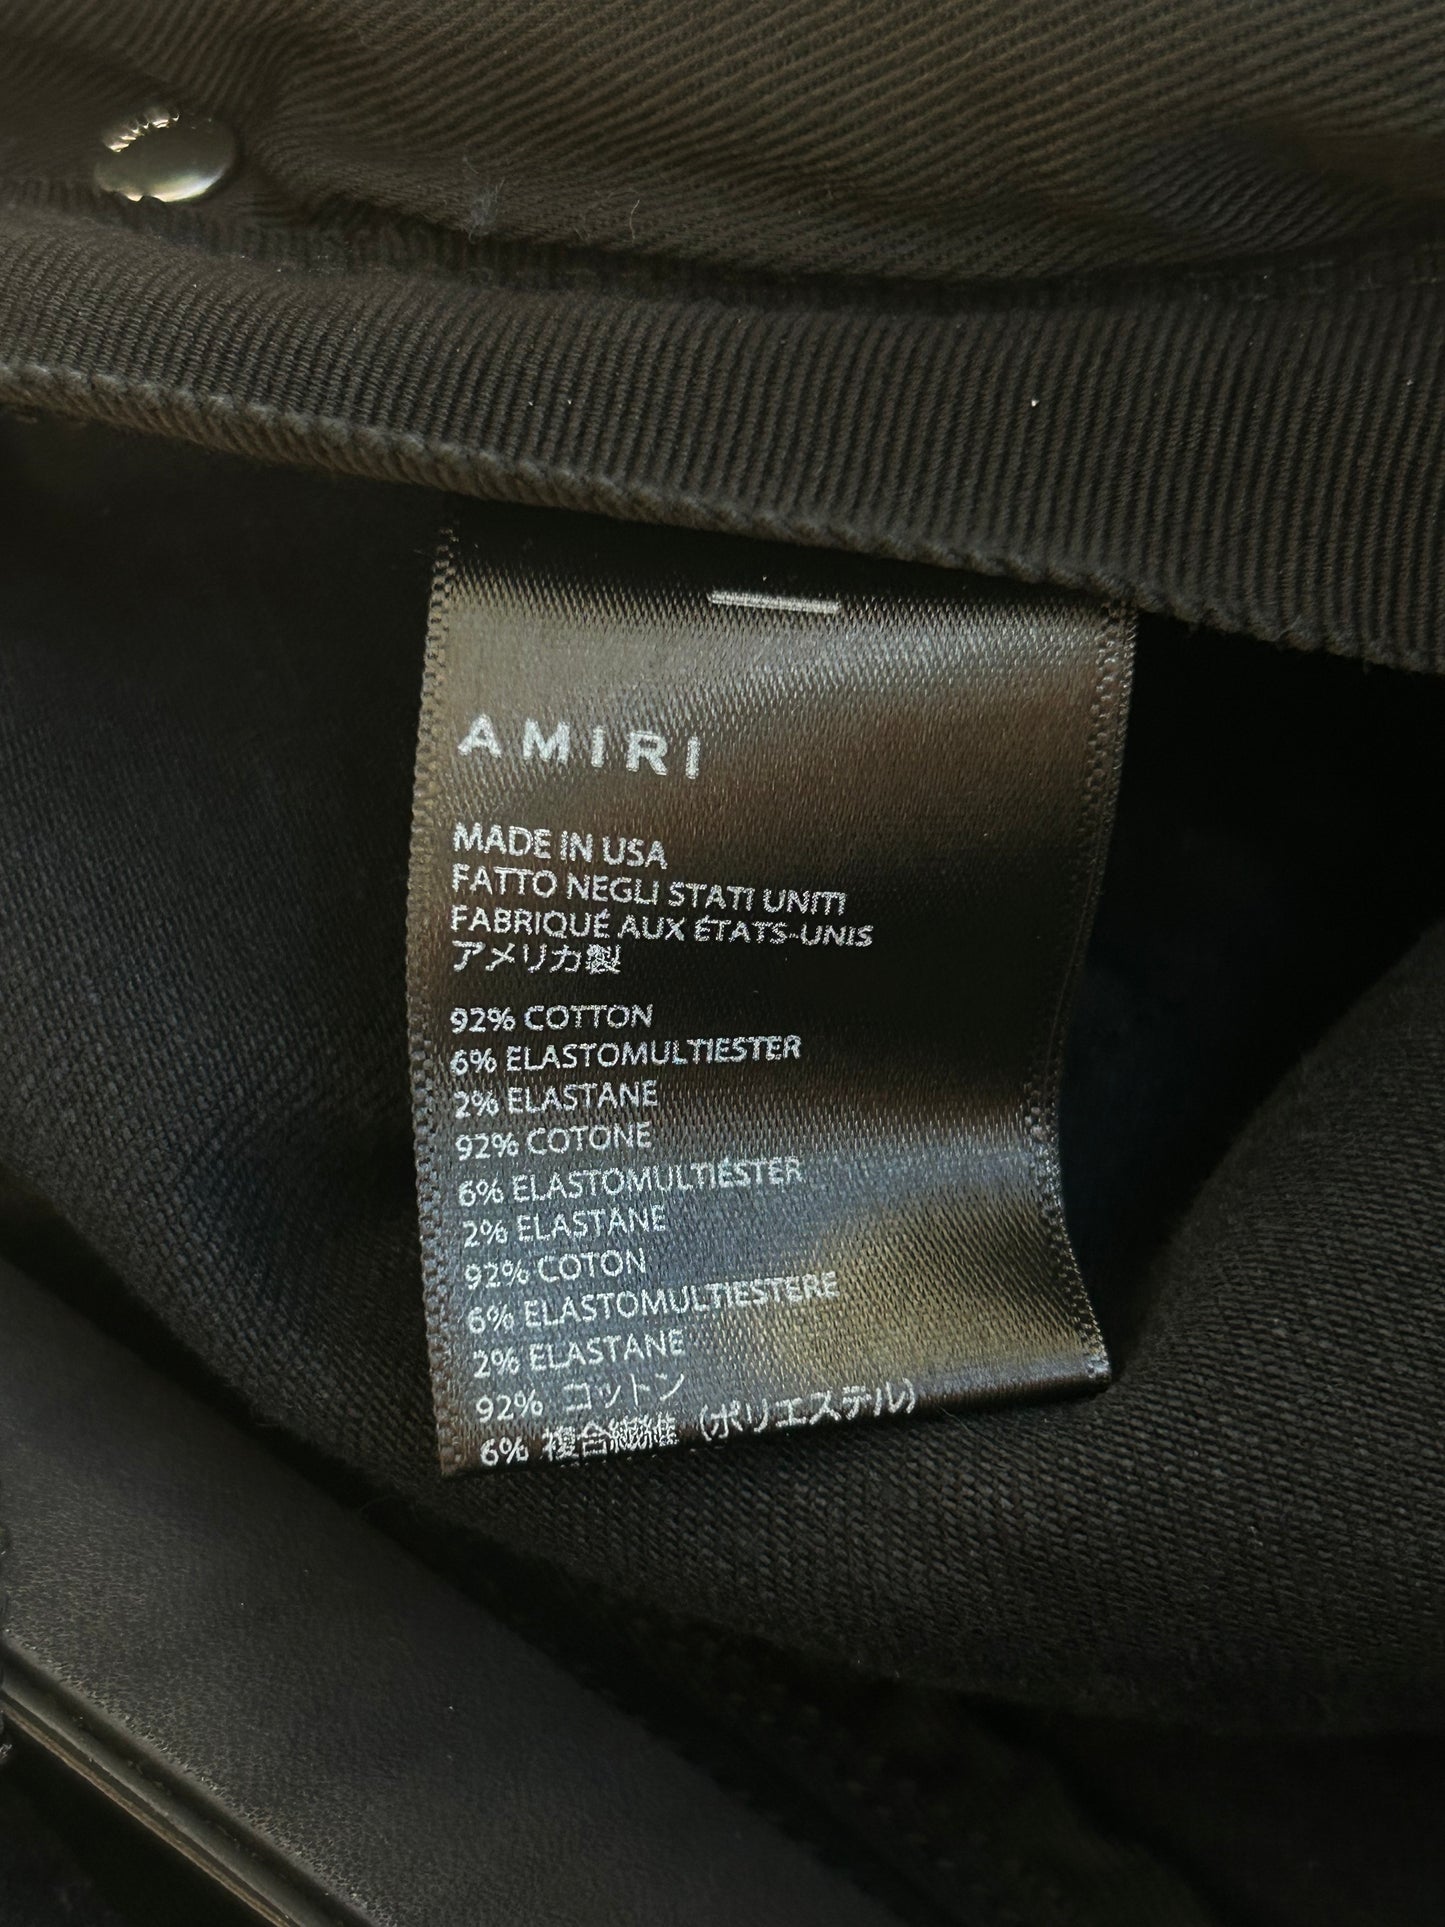 AMIRI
MADE IN USA
FATTO NEGLI STATI UNITI
FABRIQUÉ AUX ÉTATS-UNIS
アメリカ製
92% COTTON
6% ELASTOMULTIESTER
2% ELASTANE
92% COTONE
6% ELASTOMULTIÉSTER
2% ELASTANE
92% COTON
6% ELASTOMULTIESTERE
2% ELASTANE
92% コットン
6% 複合繊維 (ポリエステル)